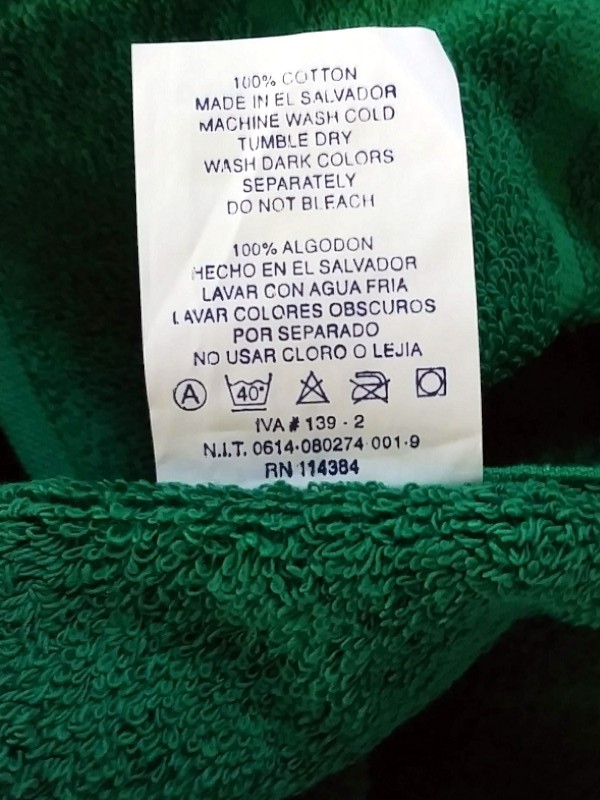 100% COTTON
MADE IN EL SALVADOR
MACHINE WASH COLD
TUMBLE DRY
WASH DARK COLORS
SEPARATELY
DO NOT BLEACH
100% ALGODON
HECHO EN EL SALVADOR
LAVAR CON AGUA FRIA
LAVAR COLORES OBSCUROS
POR SEPARADO
NO USAR CLORO O LEJIA
A 40°
IVA # 139 - 2
N.I.T. 0614-080274-001-9
RN 114384